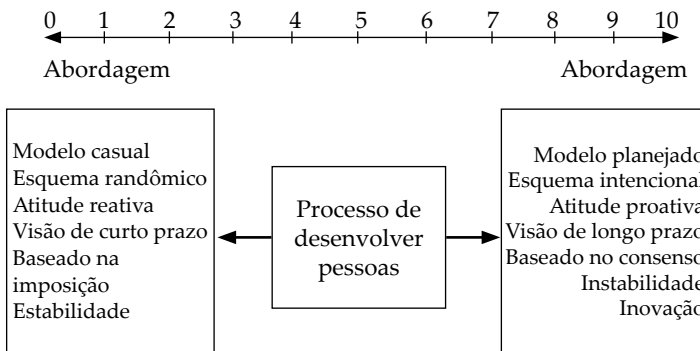 0 1 2 3 4 5 6 7 8 9 10
Abordagem Abordagem
Modelo casual
Esquema randômico
Atitude reativa
Visão de curto prazo
Baseado na
imposição
Estabilidade
Processo de
desenvolver
pessoas
Modelo planejado
Esquema intencional
Atitude proativa
Visão de longo prazo
Baseado no consenso
Instabilidade
Inovação